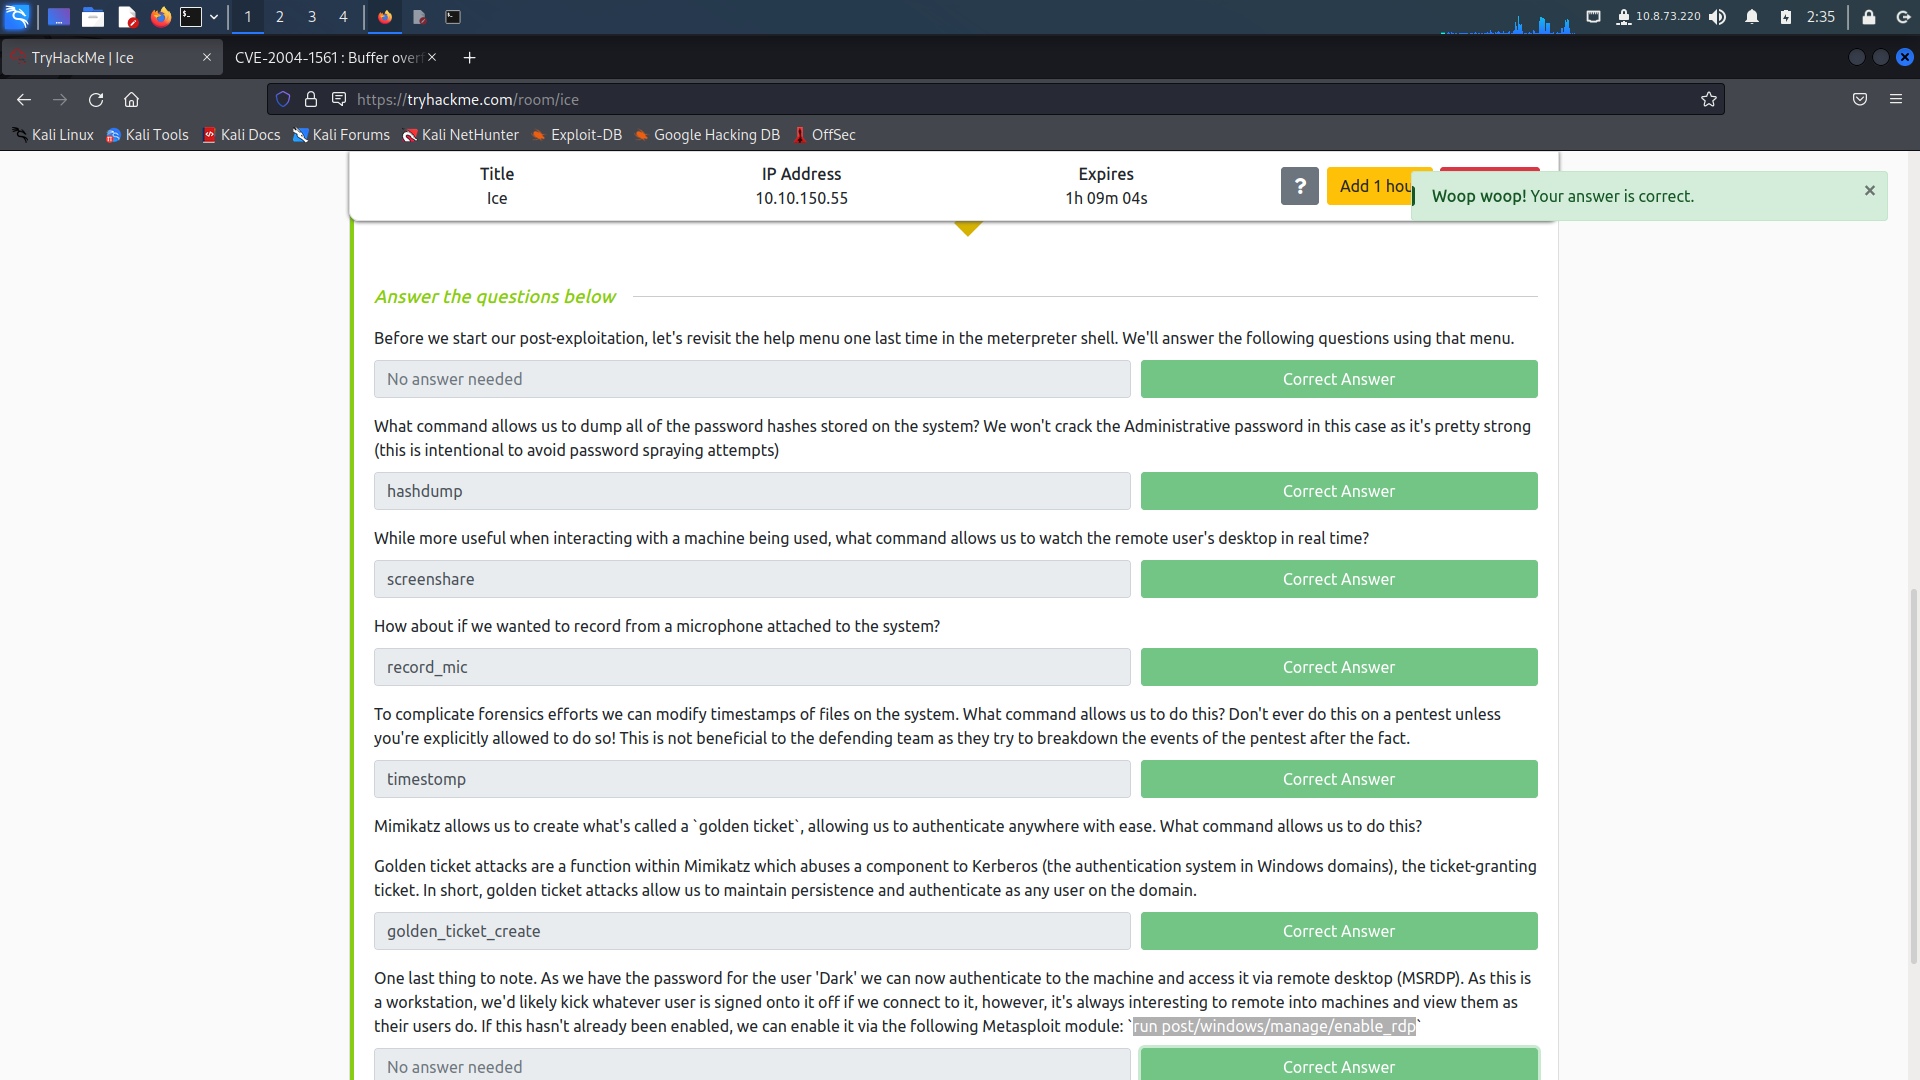 1 2 3 4
10.8.73.220 2:35
TryHackMe | Ice
CVE-2004-1561 : Buffer over
https://tryhackme.com/room/ice
Kali Linux Kali Tools Kali Docs Kali Forums Kali NetHunter Exploit-DB Google Hacking DB OffSec
Title IP Address Expires
Ice 10.10.150.55 1h 09m 04s
? Add 1 hou
Woop woop! Your answer is correct. ×
Answer the questions below
Before we start our post-exploitation, let's revisit the help menu one last time in the meterpreter shell. We'll answer the following questions using that menu.
No answer needed Correct Answer
What command allows us to dump all of the password hashes stored on the system? We won't crack the Administrative password in this case as it's pretty strong
(this is intentional to avoid password spraying attempts)
hashdump Correct Answer
While more useful when interacting with a machine being used, what command allows us to watch the remote user's desktop in real time?
screenshare Correct Answer
How about if we wanted to record from a microphone attached to the system?
record_mic Correct Answer
To complicate forensics efforts we can modify timestamps of files on the system. What command allows us to do this? Don't ever do this on a pentest unless
you're explicitly allowed to do so! This is not beneficial to the defending team as they try to breakdown the events of the pentest after the fact.
timestomp Correct Answer
Mimikatz allows us to create what's called a `golden ticket`, allowing us to authenticate anywhere with ease. What command allows us to do this?
Golden ticket attacks are a function within Mimikatz which abuses a component to Kerberos (the authentication system in Windows domains), the ticket-granting
ticket. In short, golden ticket attacks allow us to maintain persistence and authenticate as any user on the domain.
golden_ticket_create Correct Answer
One last thing to note. As we have the password for the user 'Dark' we can now authenticate to the machine and access it via remote desktop (MSRDP). As this is
a workstation, we'd likely kick whatever user is signed onto it off if we connect to it, however, it's always interesting to remote into machines and view them as
their users do. If this hasn't already been enabled, we can enable it via the following Metasploit module: `run post/windows/manage/enable_rdp`
No answer needed Correct Answer